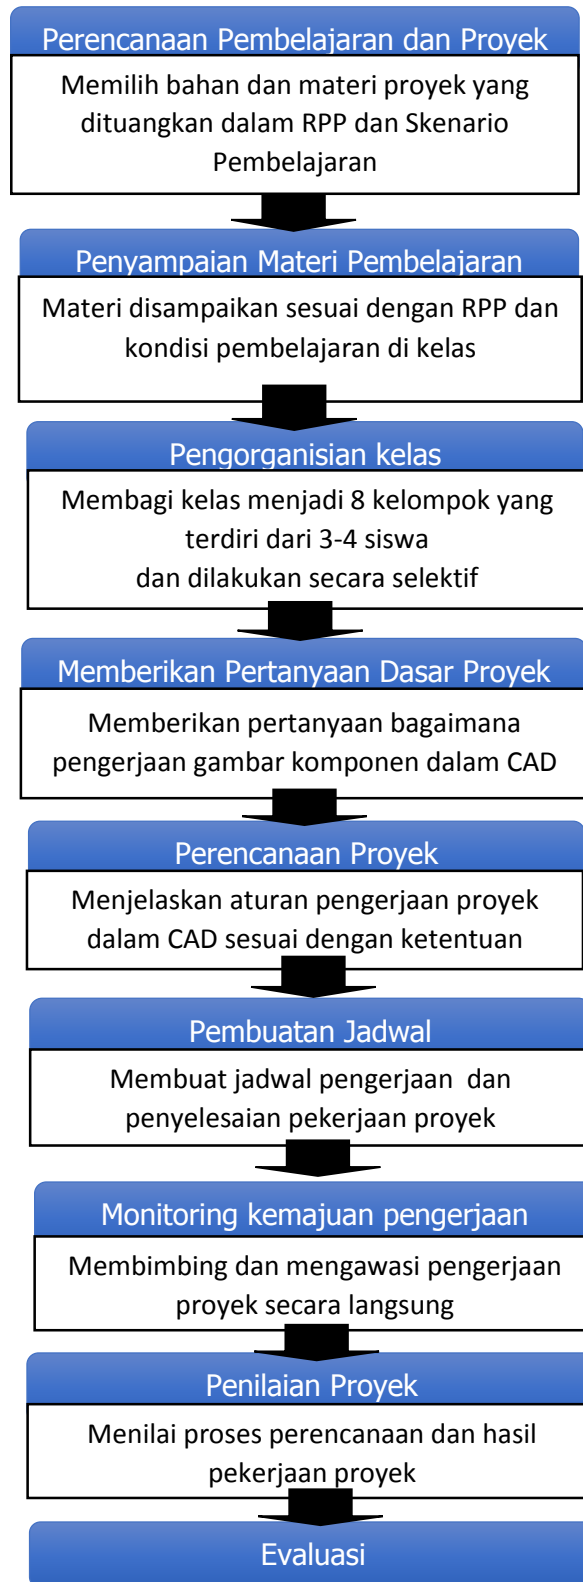 Perencanaan Pembelajaran dan Proyek
Memilih bahan dan materi proyek yang
dituangkan dalam RPP dan Skenario
Pembelajaran
Penyampaian Materi Pembelajaran
Materi disampaikan sesuai dengan RPP dan
kondisi pembelajaran di kelas
Pengorganisian kelas
Membagi kelas menjadi 8 kelompok yang
terdiri dari 3-4 siswa
dan dilakukan secara selektif
Memberikan Pertanyaan Dasar Proyek
Memberikan pertanyaan bagaimana
pengerjaan gambar komponen dalam CAD
Perencanaan Proyek
Menjelaskan aturan pengerjaan proyek
dalam CAD sesuai dengan ketentuan
Pembuatan Jadwal
Membuat jadwal pengerjaan dan
penyelesaian pekerjaan proyek
Monitoring kemajuan pengerjaan
Membimbing dan mengawasi pengerjaan
proyek secara langsung
Penilaian Proyek
Menilai proses perencanaan dan hasil
pekerjaan proyek
Evaluasi